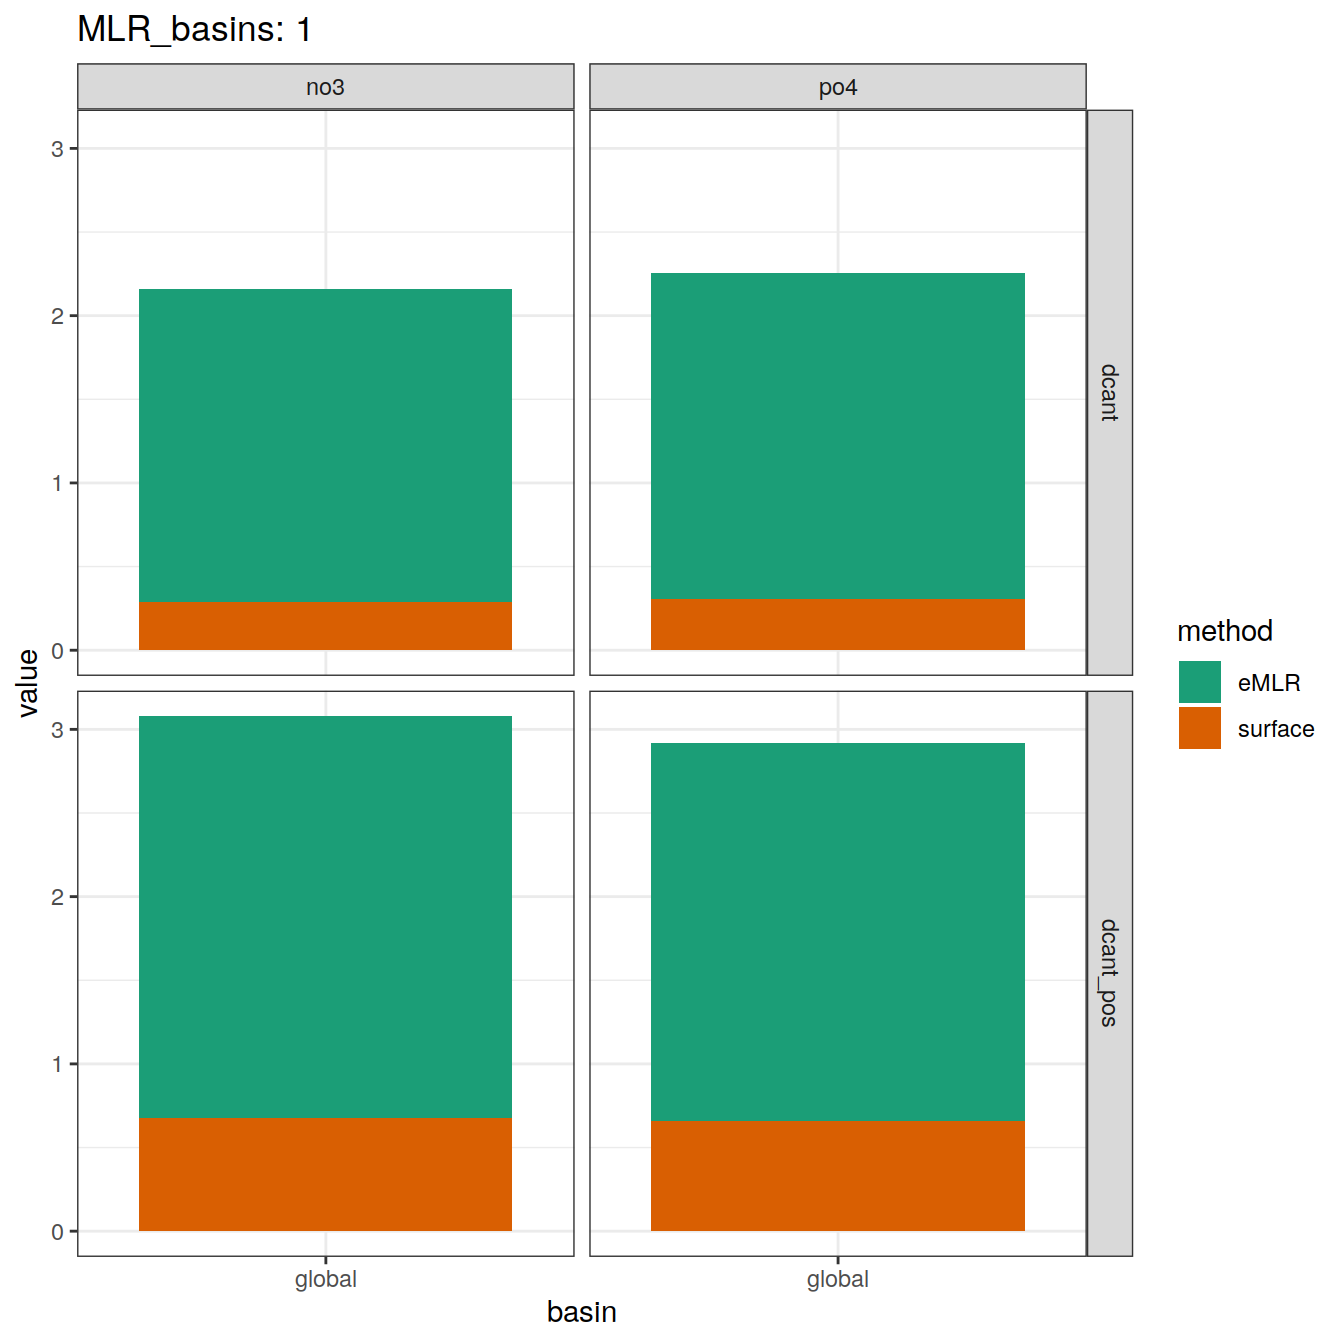 MLR_basins: 1
no3
po4
3
2
1
0
dcant
3
2
1
0
dcant_pos
value
global
global
basin
method
eMLR
surface